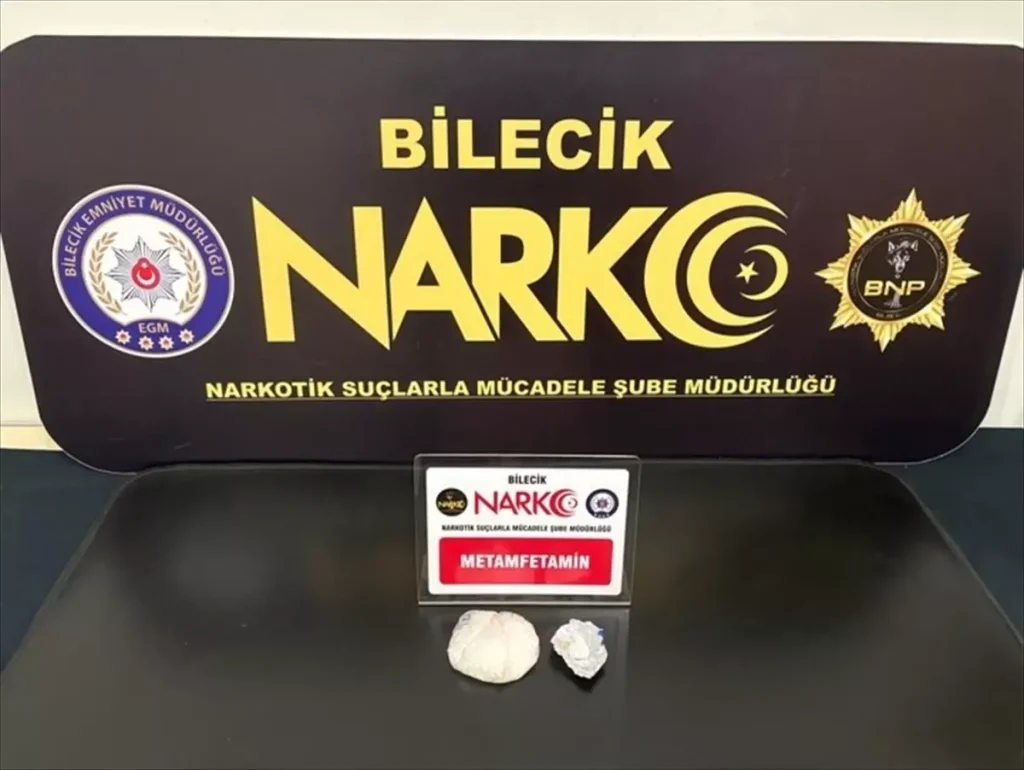 BİLECİK
NARKO
BİLECİK EMNİYET MÜDÜRLÜĞÜ
EGM
BNP
NARKOTİK SUÇLARLA MÜCADELE ŞUBE MÜDÜRLÜĞÜ
BİLECİK
NARKO
NARKO
NARKOTİK SUÇLARLA MÜCADELE ŞUBE MÜDÜRLÜĞÜ
METAMFETAMİN